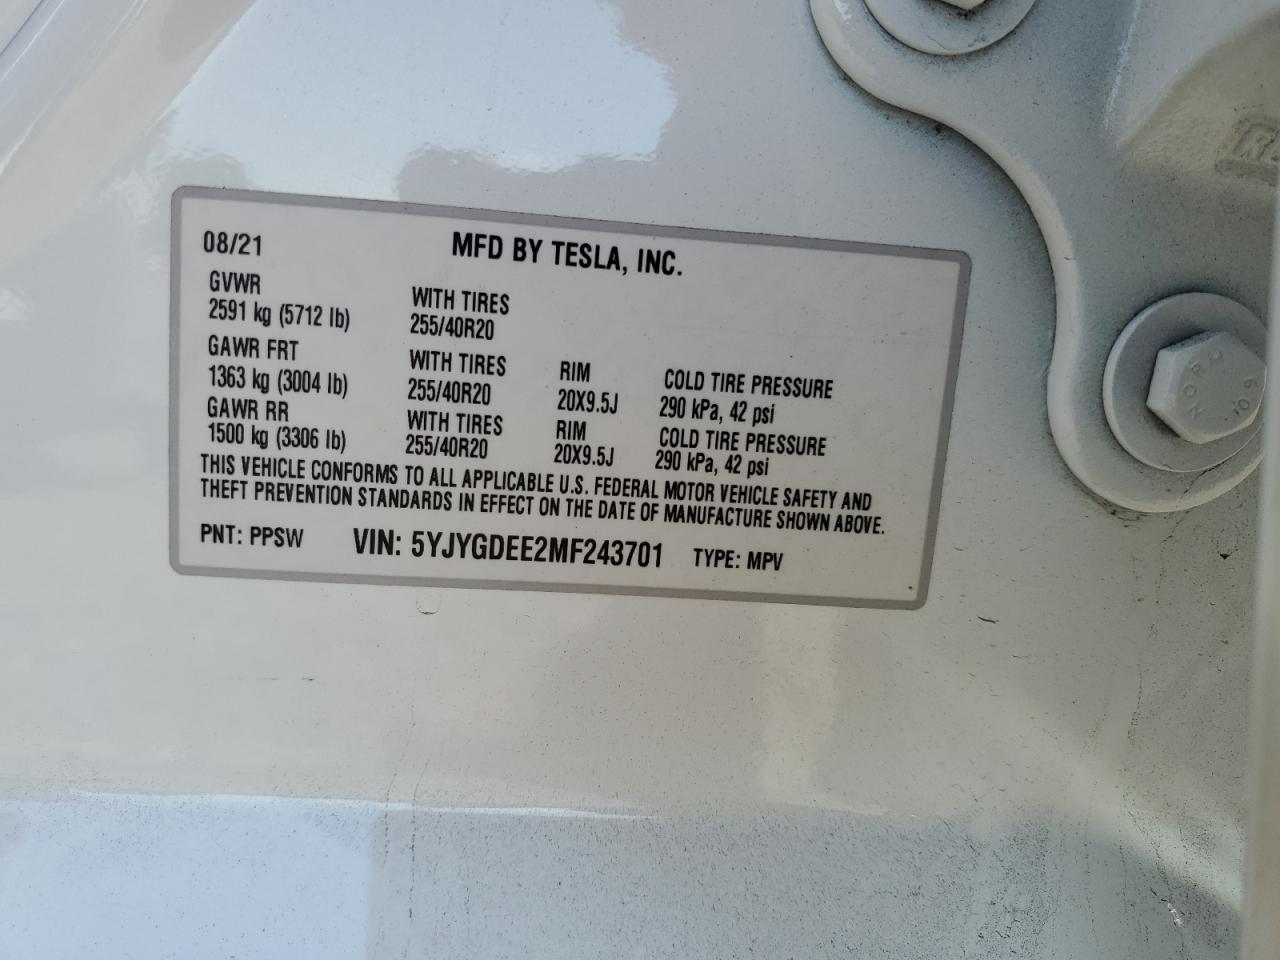 08/21 MFD BY TESLA, INC.
GVWR
2591 kg (5712 lb)
WITH TIRES
255/40R20
GAWR FRT
1363 kg (3004 lb)
WITH TIRES
255/40R20
RIM
20X9.5J
COLD TIRE PRESSURE
290 kPa, 42 psi
GAWR RR
1500 kg (3306 lb)
WITH TIRES
255/40R20
RIM
20X9.5J
COLD TIRE PRESSURE
290 kPa, 42 psi
THIS VEHICLE CONFORMS TO ALL APPLICABLE U.S. FEDERAL MOTOR VEHICLE SAFETY AND
THEFT PREVENTION STANDARDS IN EFFECT ON THE DATE OF MANUFACTURE SHOWN ABOVE.
PNT: PPSW VIN: 5YJYGDEE2MF243701 TYPE: MPV